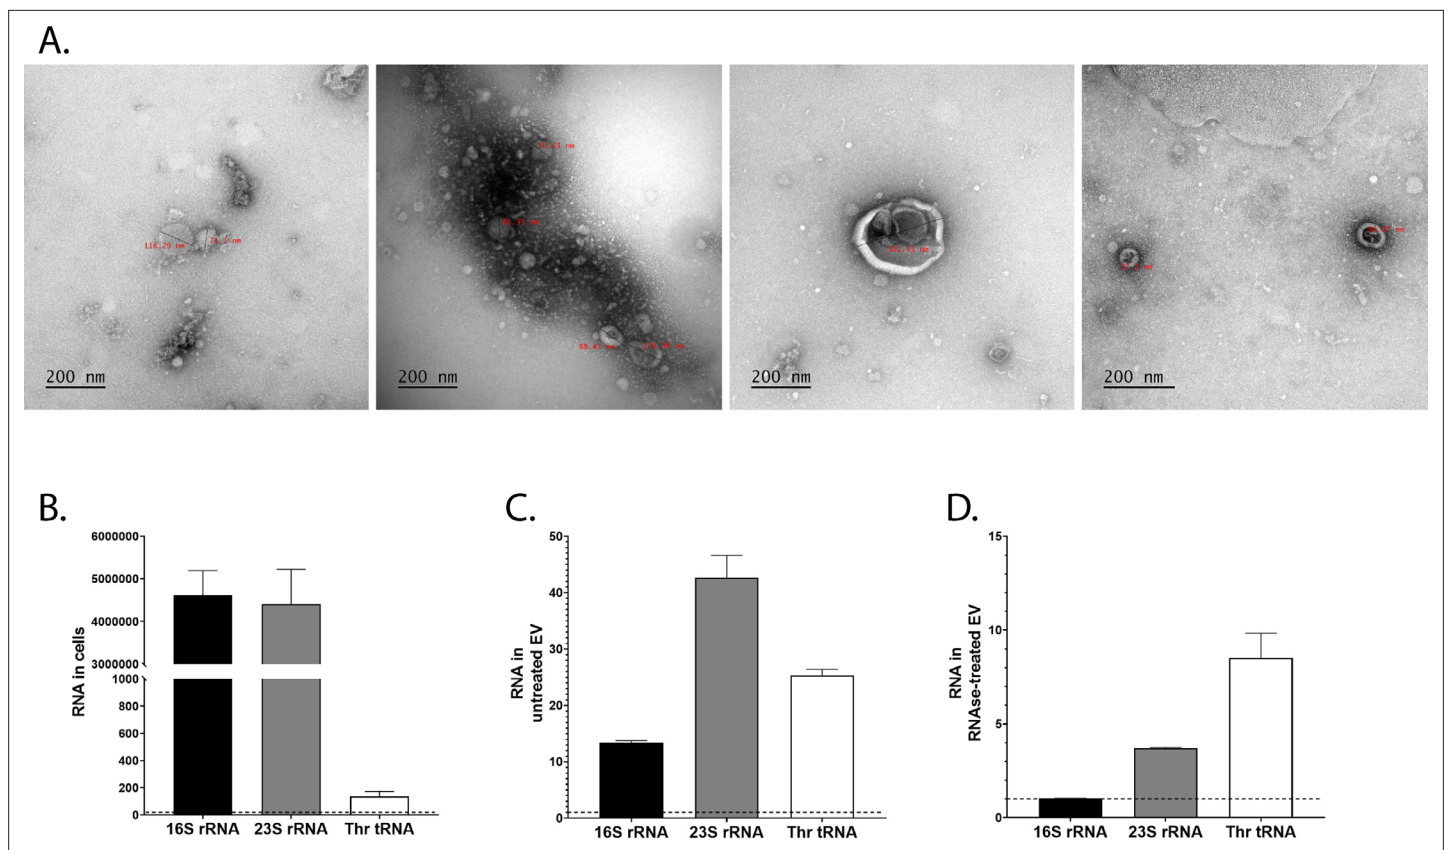 A.
116.29 nm
200 nm
200 nm
200 nm
200 nm
B.
RNA in cells
6000000
5000000
4000000
3000000
1000
800
600
400
200
0
16S rRNA 23S rRNA Thr tRNA
C.
RNA in
untreated EV
50
40
30
20
10
0
16S rRNA 23S rRNA Thr tRNA
D.
RNA in
RNAse-treated EV
15
10
5
0
16S rRNA 23S rRNA Thr tRNA